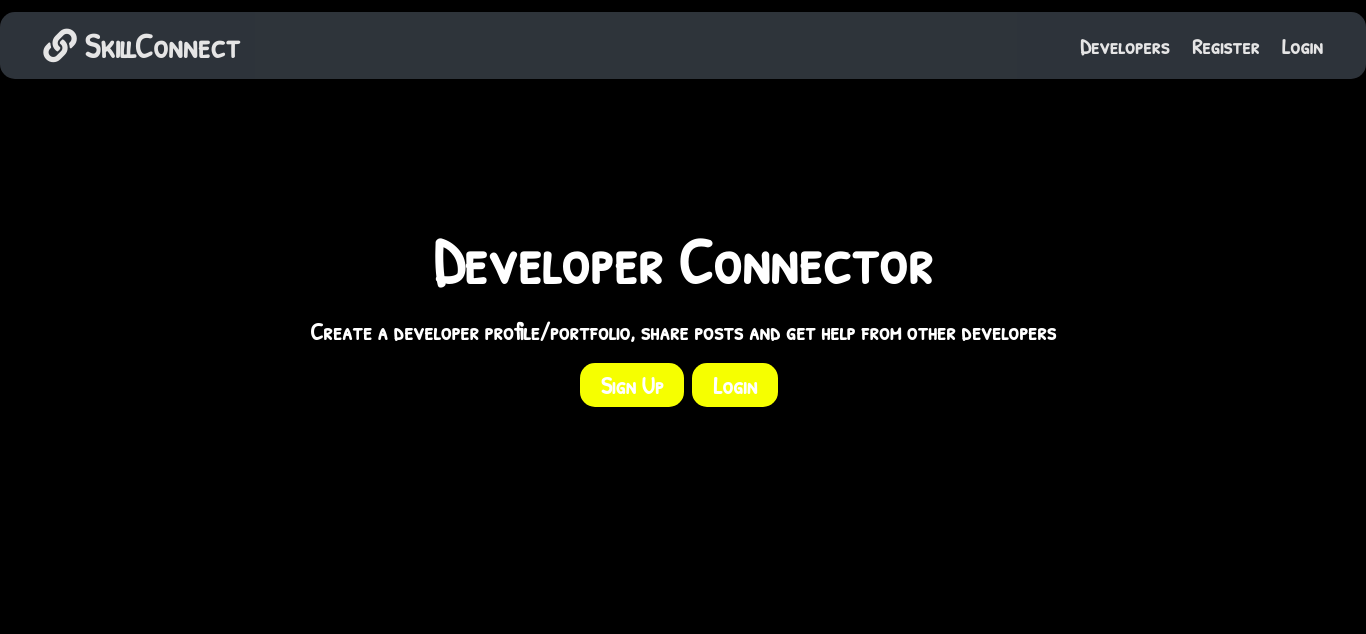 SkillConnect
Developers Register Login
Developer Connector
Create a developer profile/portfolio, share posts and get help from other developers
Sign Up Login